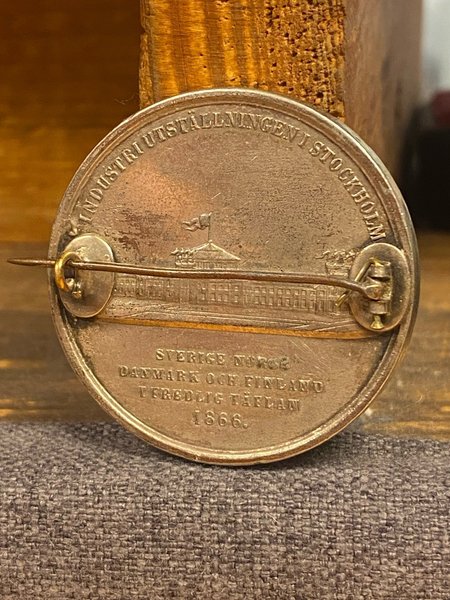 INDUSTRIUTSTÄLLNINGEN I STOCKHOLM
SVERIGE NORGE
DANMARK OCH FINLAND
I FREDLIG TÄFLAN
1866.